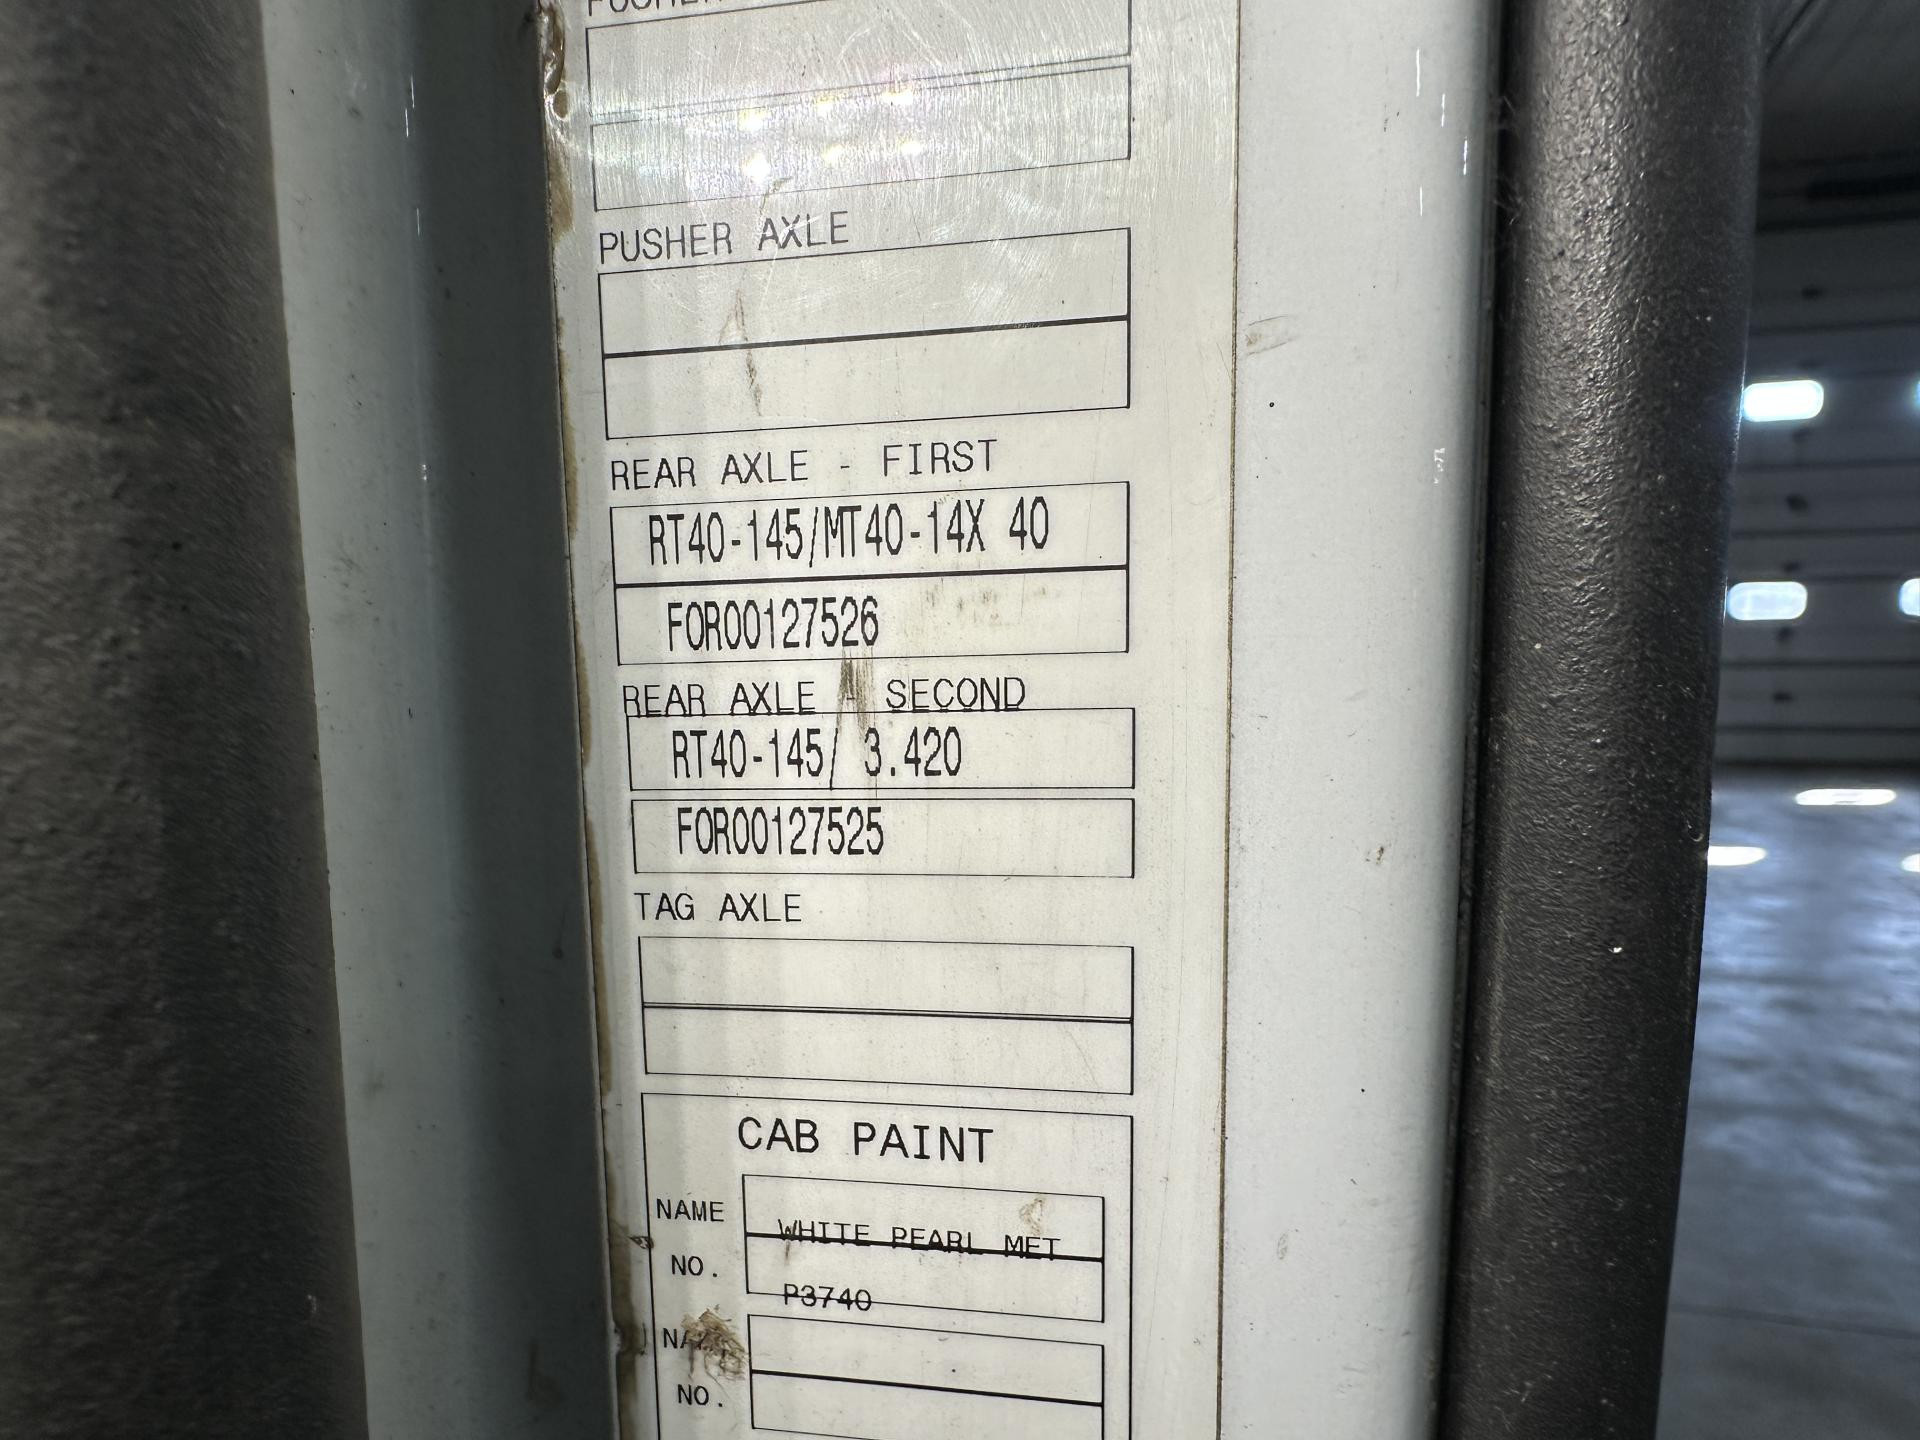 PUSHER
PUSHER AXLE
REAR AXLE - FIRST
RT40-145/MT40-14X 40
FOR00127526
REAR AXLE - SECOND
RT40-145/ 3.420
FOR00127525
TAG AXLE
CAB PAINT
NAME
WHITE PEARL MET
NO.
P3740
NO.